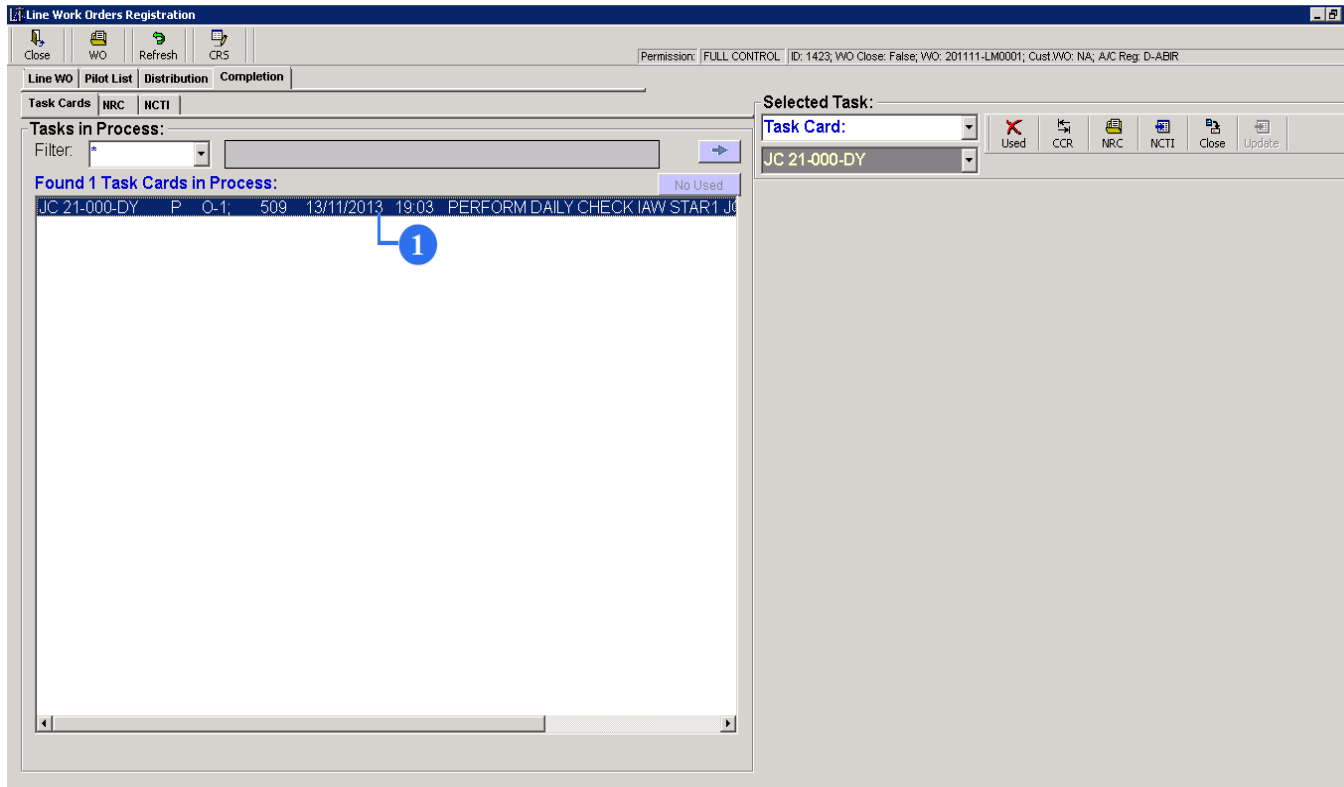 Line Work Orders Registration
Close WO Refresh CRS
Permission: FULL CONTROL ID: 1423; WO Close: False; WO: 201111-LM0001; Cust.WO: NA; A/C Reg: D-ABIR
Line WO Pilot List Distribution Completion
Task Cards NRC NCTI
Selected Task:
Tasks in Process:
Task Card:
Used CCR NRC NCTI Close Update
Filter: *
JC 21-000-DY
Found 1 Task Cards in Process:
No Used
JC 21-000-DY P O-1; 509 13/11/2013 19:03 PERFORM DAILY CHECK IAW STAR1
1